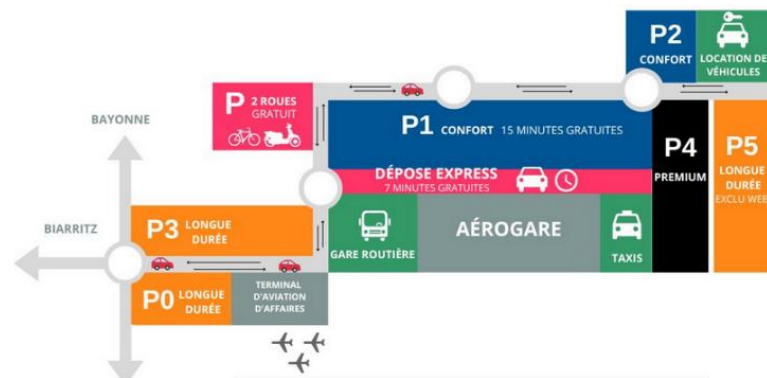 P2
CONFORT
LOCATION DE
VÉHICULES
P 2 ROUES
GRATUIT
BAYONNE
P1 CONFORT 15 MINUTES GRATUITES
P4
PREMIUM
P5
LONGUE
DURÉE
EXCLU WEB
DÉPOSE EXPRESS
7 MINUTES GRATUITES
P3 LONGUE
DURÉE
BIARRITZ
GARE ROUTIÈRE
AÉROGARE
TAXIS
P0 LONGUE
DURÉE
TERMINAL
D'AVIATION
D'AFFAIRES